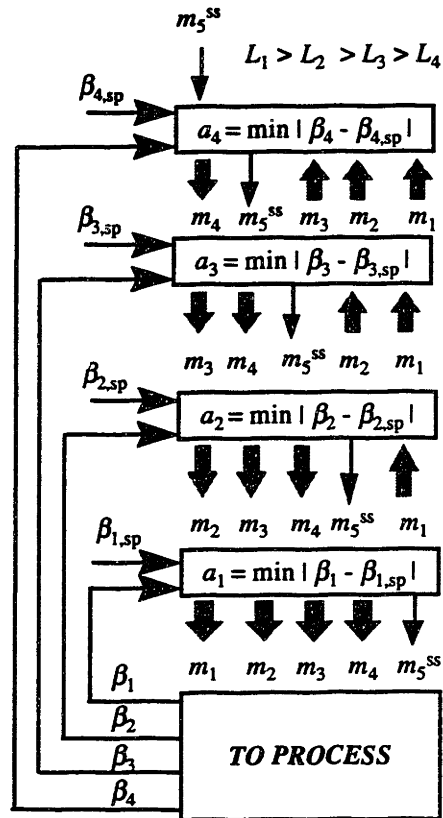 m₅ˢˢ
L₁ > L₂ > L₃ > L₄
β₄,sp
a₄ = min | β₄ - β₄,sp |
m₄ m₅ˢˢ m₃ m₂ m₁
β₃,sp
a₃ = min | β₃ - β₃,sp |
m₃ m₄ m₅ˢˢ m₂ m₁
β₂,sp
a₂ = min | β₂ - β₂,sp |
m₂ m₃ m₄ m₅ˢˢ m₁
β₁,sp
a₁ = min | β₁ - β₁,sp |
m₁ m₂ m₃ m₄ m₅ˢˢ
β₁
β₂
β₃
β₄
TO PROCESS